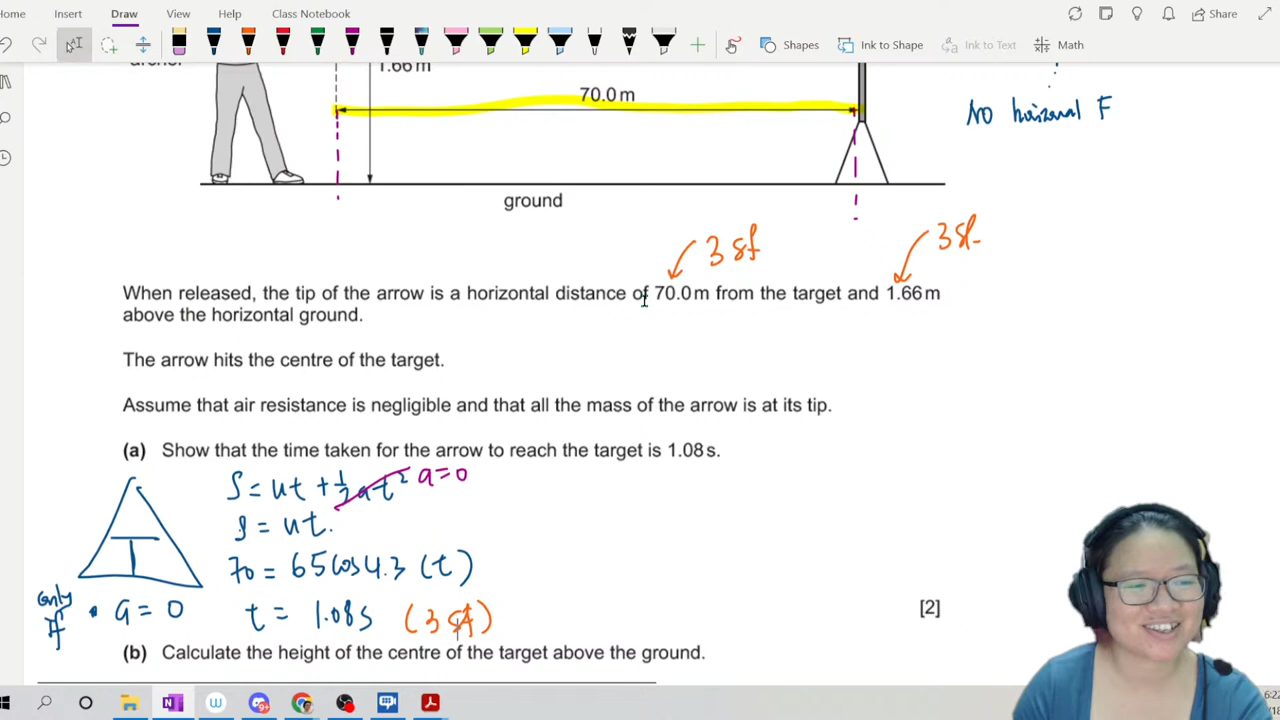 Home Insert Draw View Help Class Notebook Share
Shapes Ink to Shape Ink to Text Math
archer
1.66 m
70.0 m
No horizonal F
ground
3 sf
3 sf
When released, the tip of the arrow is a horizontal distance of 70.0 m from the target and 1.66 m
above the horizontal ground.
The arrow hits the centre of the target.
Assume that air resistance is negligible and that all the mass of the arrow is at its tip.
(a) Show that the time taken for the arrow to reach the target is 1.08 s.
S = ut + ½at² a=0
S = ut.
70 = 65cos4.3 (t)
only if • a = 0
t = 1.08s (3 sf)
[2]
(b) Calculate the height of the centre of the target above the ground.